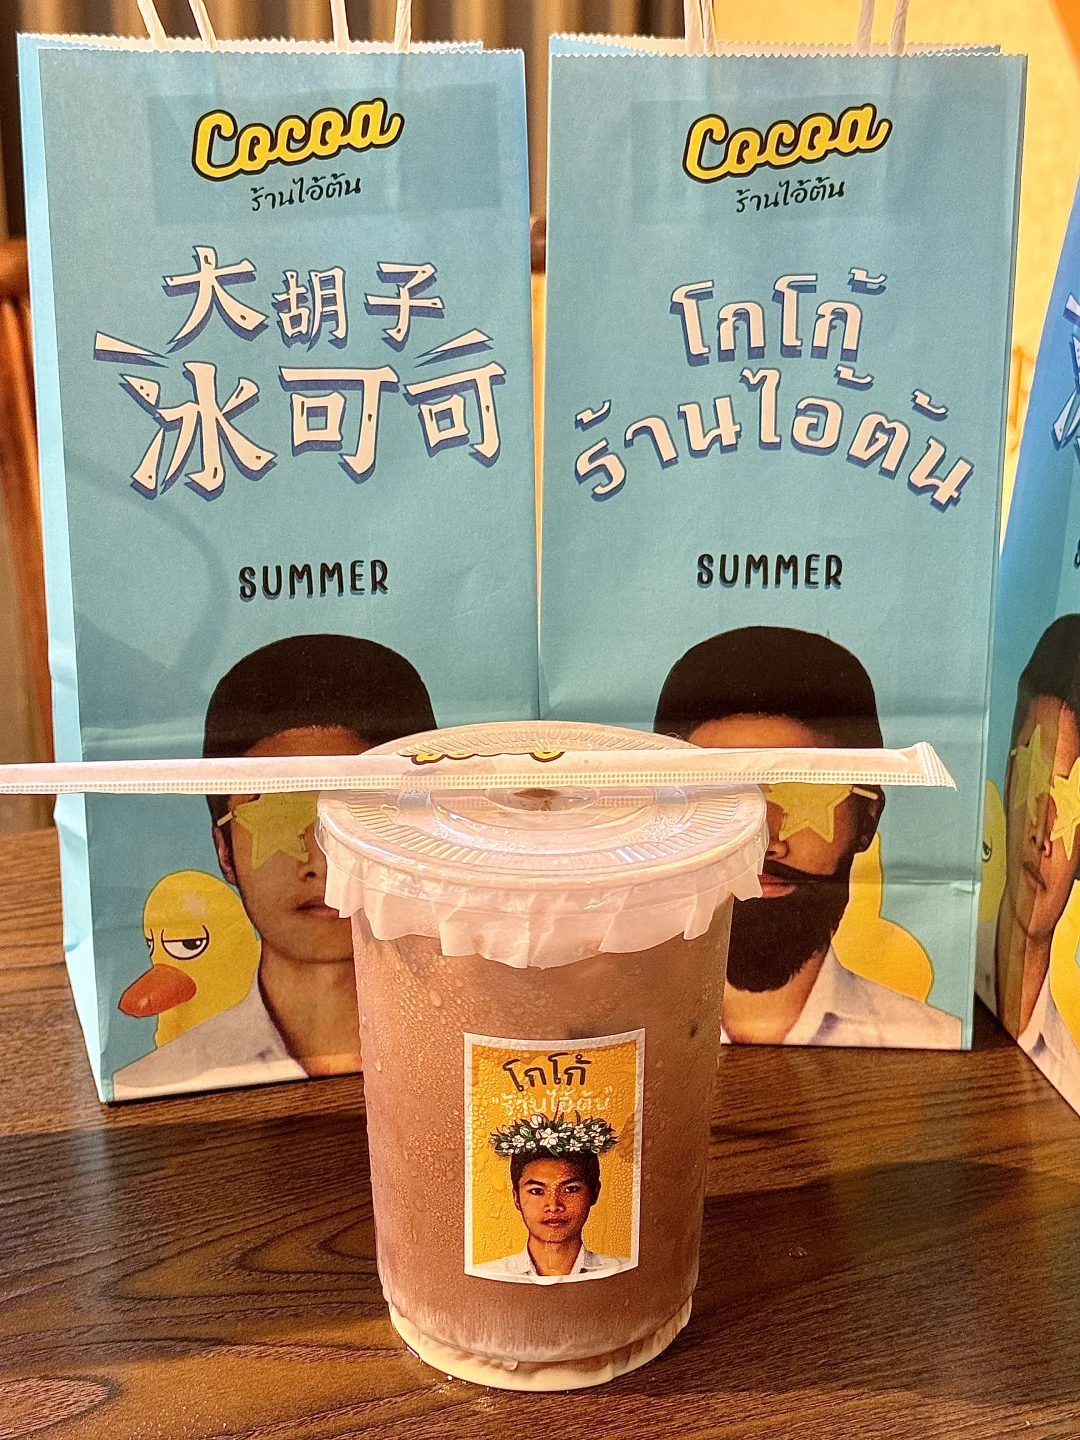 Cocoa
ร้านไอ้ต้น
大胡子
冰可可
SUMMER
Cocoa
ร้านไอ้ต้น
โกโก้
ร้านไอ้ต้น
SUMMER
โกโก้
"ร้านไอ้ต้น"